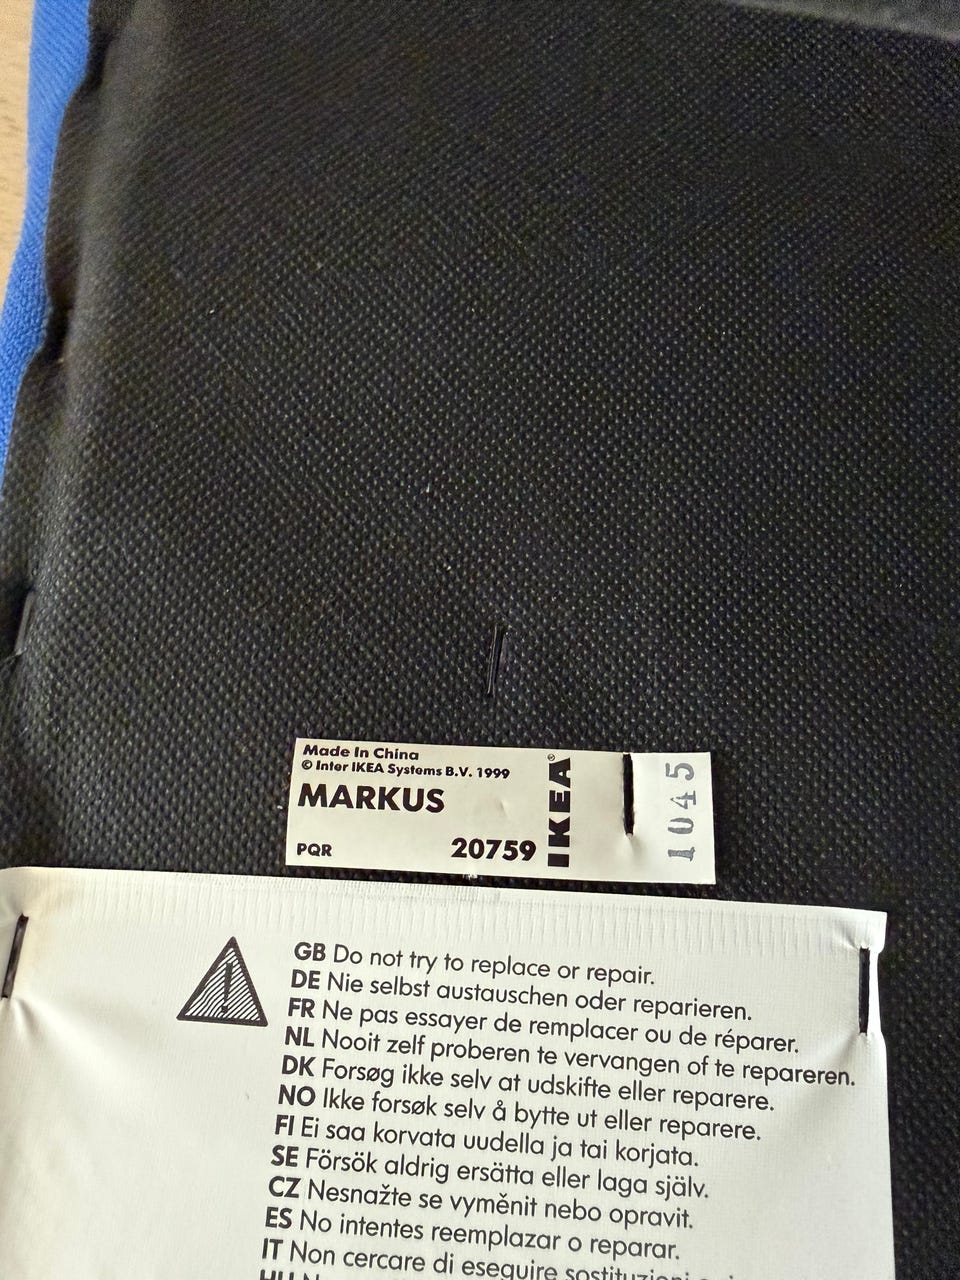 Made In China
© Inter IKEA Systems B.V. 1999
MARKUS
PQR 20759
IKEA®
1045
GB Do not try to replace or repair.
DE Nie selbst austauschen oder reparieren.
FR Ne pas essayer de remplacer ou de réparer.
NL Nooit zelf proberen te vervangen of te repareren.
DK Forsøg ikke selv at udskifte eller reparere.
NO Ikke forsøk selv å bytte ut eller reparere.
FI Ei saa korvata uudella ja tai korjata.
SE Försök aldrig ersätta eller laga själv.
CZ Nesnažte se vyměnit nebo opravit.
ES No intentes reemplazar o reparar.
IT Non cercare di eseguire sostituzioni
HU